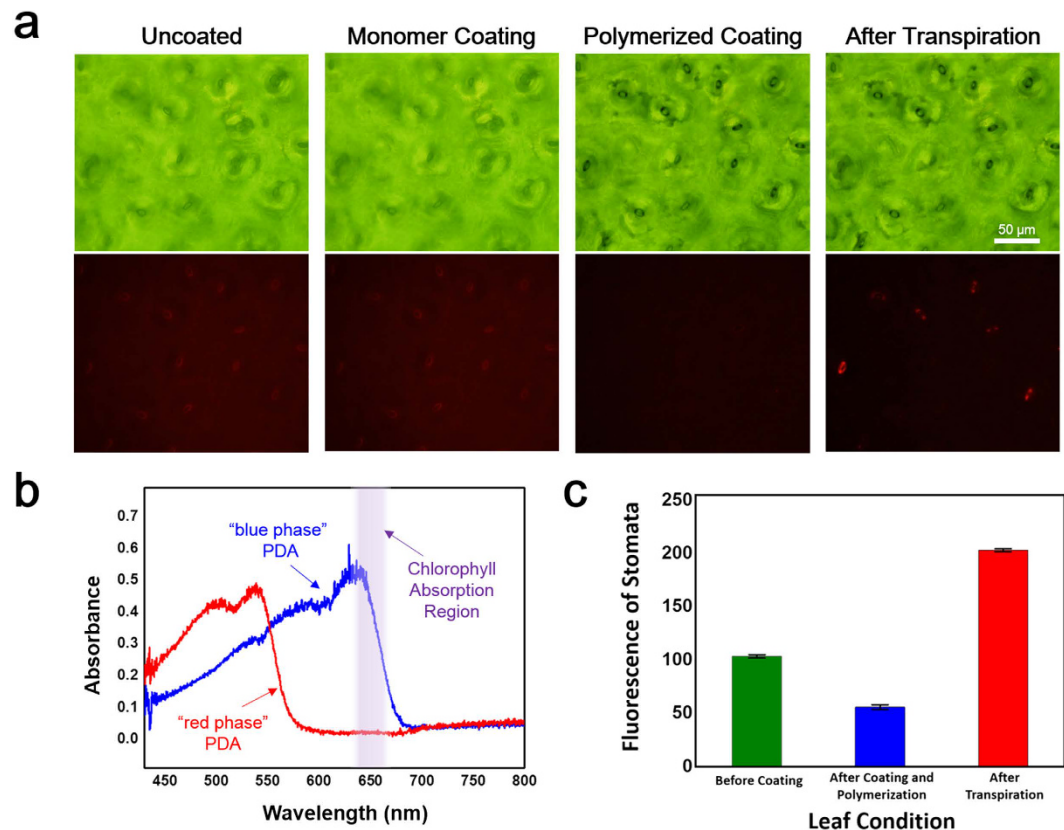 a
Uncoated
Monomer Coating
Polymerized Coating
After Transpiration
50 µm
b
Absorbance
0.7
0.6
0.5
0.4
0.3
0.2
0.1
0.0
"blue phase"
PDA
Chlorophyll
Absorption
Region
"red phase"
PDA
450 500 550 600 650 700 750 800
Wavelength (nm)
c
Fluorescence of Stomata
250
200
150
100
50
0
Before Coating
After Coating and
Polymerization
After
Transpiration
Leaf Condition